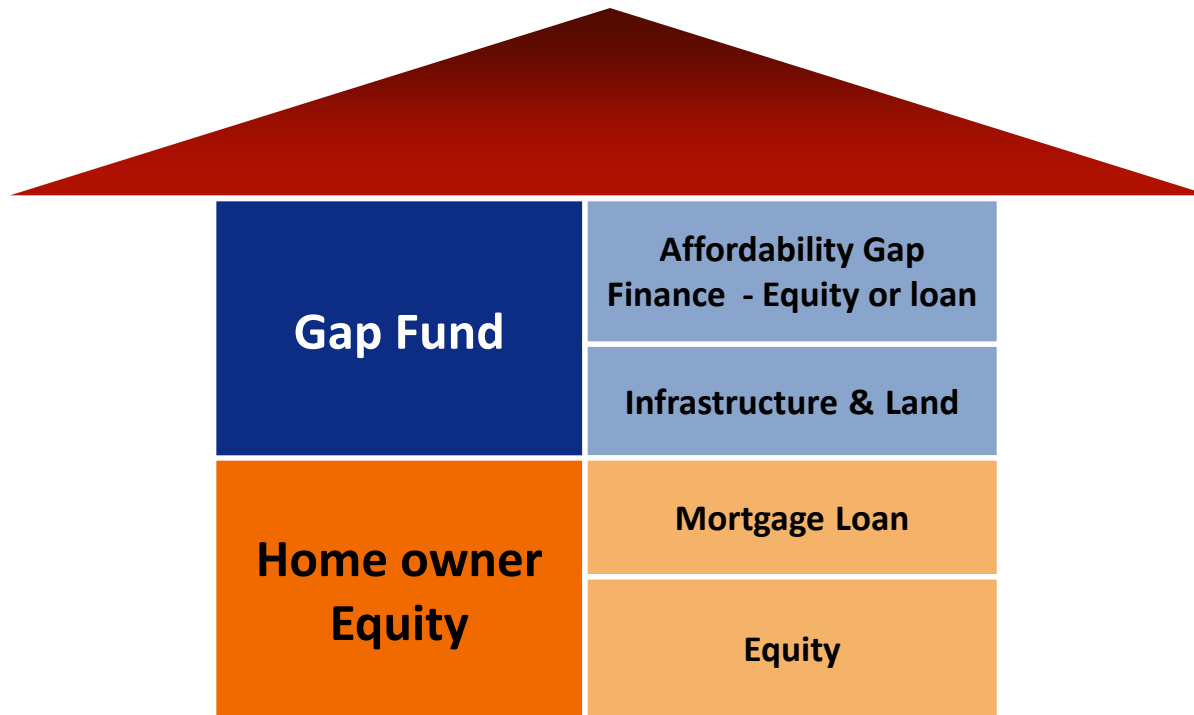 Gap Fund
Affordability Gap
Finance  - Equity or loan
Infrastructure & Land
Home owner
Equity
Mortgage Loan
Equity